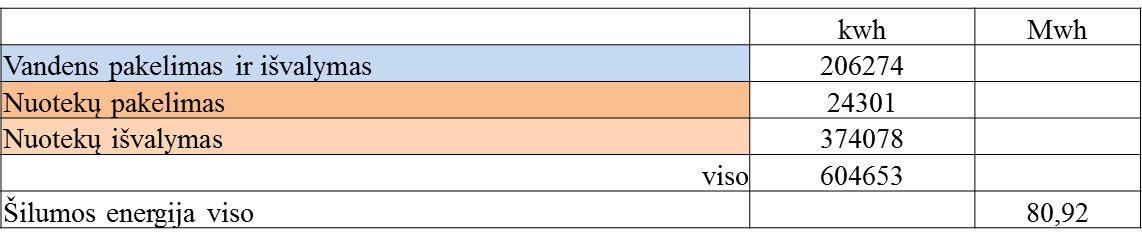 kwh Mwh
Vandens pakelimas ir išvalymas 206274
Nuotekų pakelimas 24301
Nuotekų išvalymas 374078
viso 604653
Šilumos energija viso 80,92